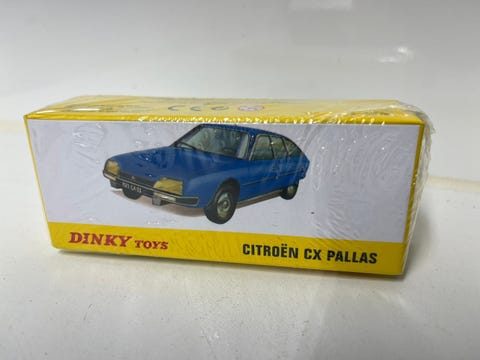 DINKY TOYS
CITROËN CX PALLAS